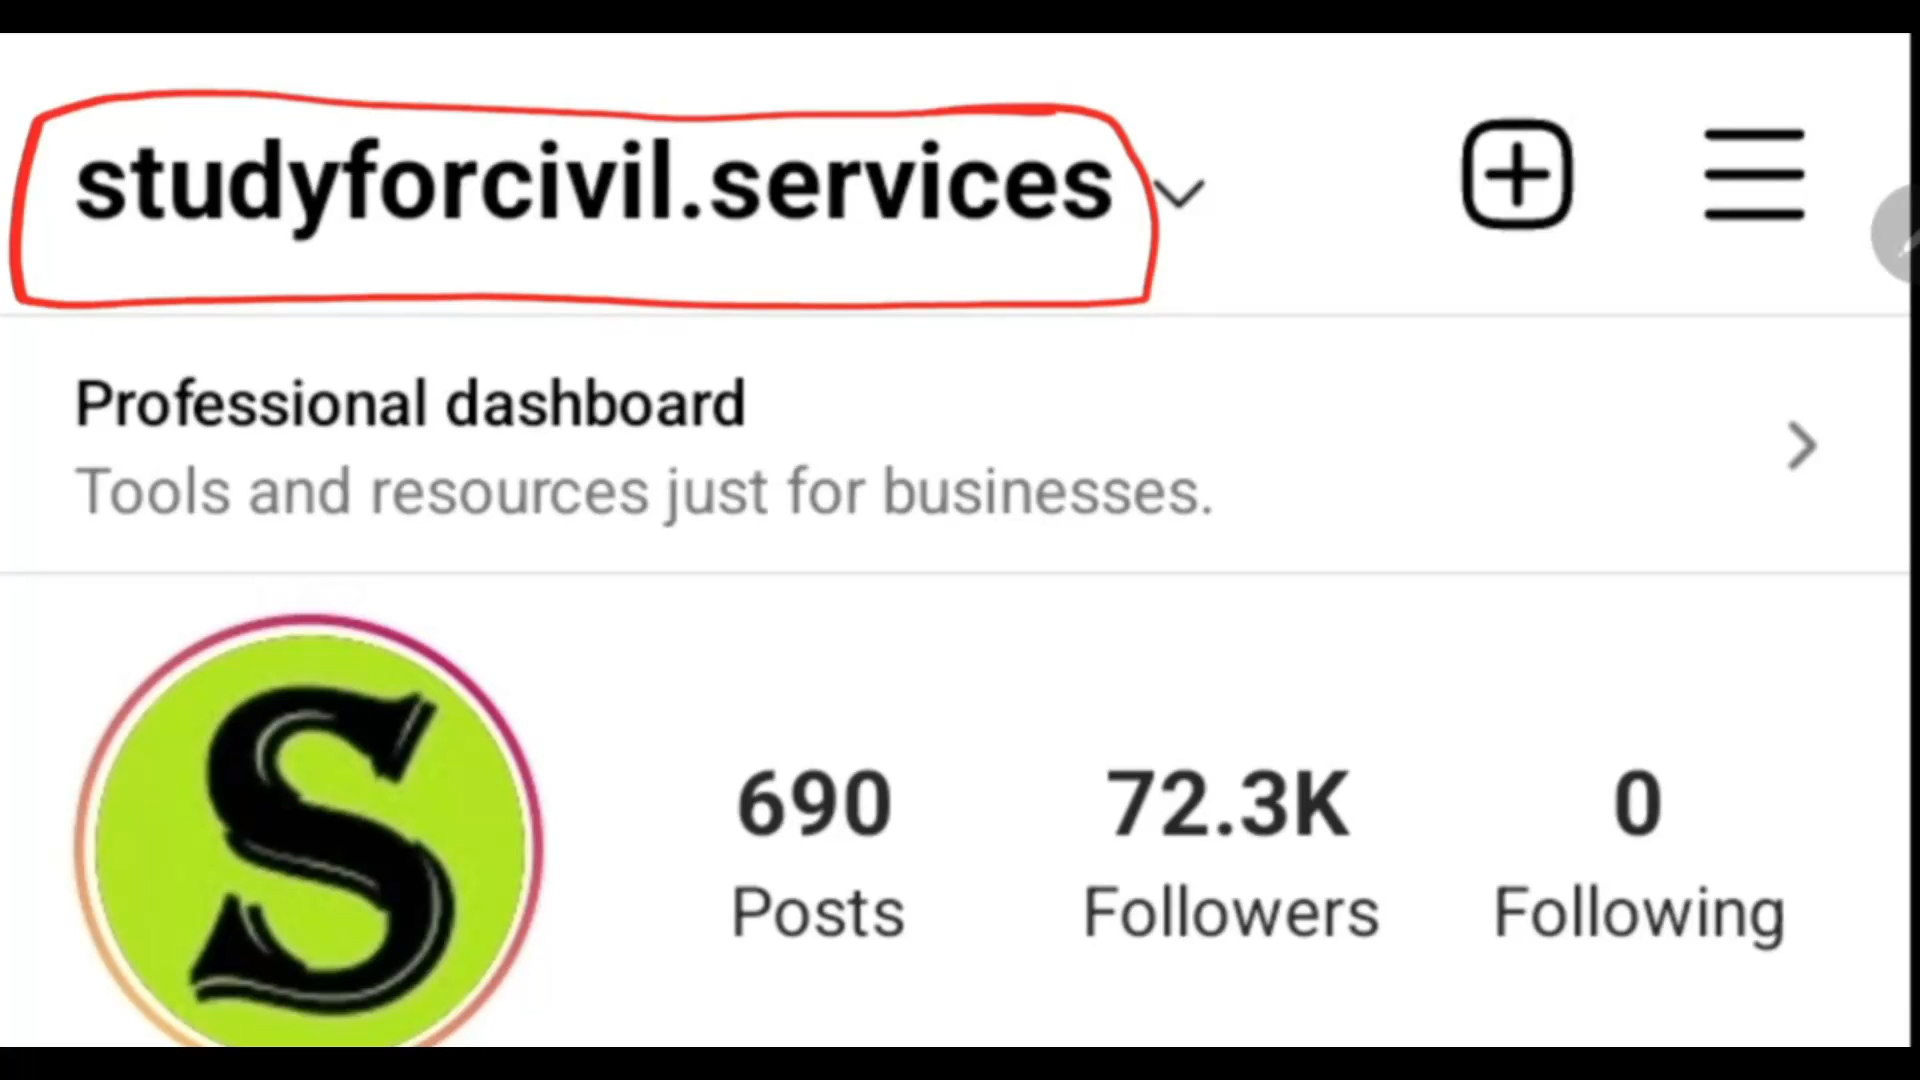 studyforcivil.services
Professional dashboard
Tools and resources just for businesses.
S
690 72.3K 0
Posts Followers Following